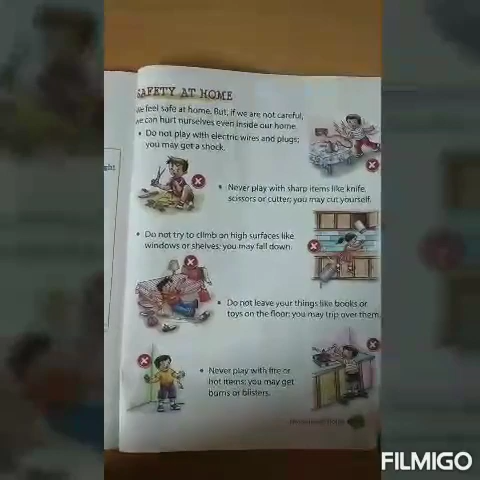 SAFETY AT HOME
We feel safe at home. But, if we are not careful,
we can hurt ourselves even inside our home.
• Do not play with electric wires and plugs;
you may get a shock.
• Never play with sharp items like knife,
scissors or cutter; you may cut yourself.
• Do not try to climb on high surfaces like
windows or shelves; you may fall down.
• Do not leave your things like books or
toys on the floor; you may trip over them.
• Never play with fire or
hot items; you may get
burns or blisters.
FILMIGO